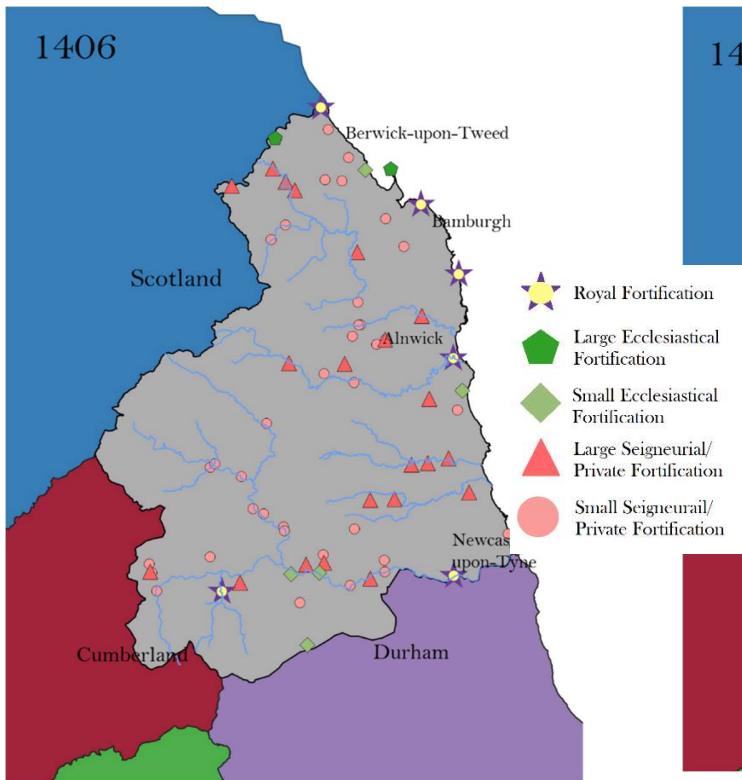 1406
14
Berwick-upon-Tweed
Bamburgh
Scotland
Alnwick
Newcas
upon-Tyne
Cumberland
Durham
Royal Fortification
Large Ecclesiastical
Fortification
Small Ecclesiastical
Fortification
Large Seigneurial/
Private Fortification
Small Seigneurail/
Private Fortification